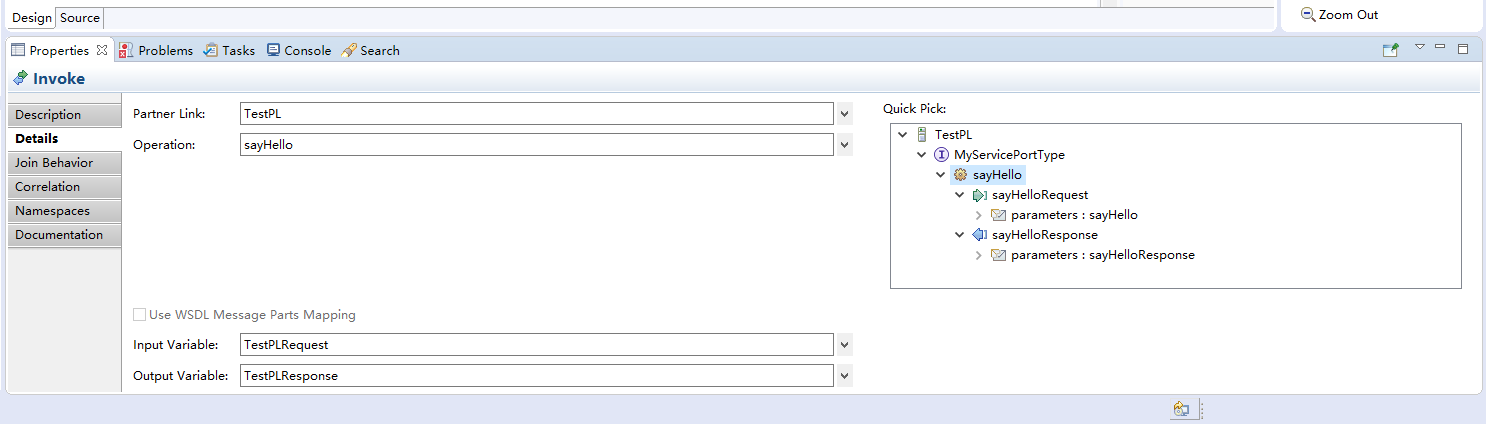 Design Source
Zoom Out
Properties Problems Tasks Console Search
Invoke
Description
Details
Join Behavior
Correlation
Namespaces
Documentation
Partner Link: TestPL
Operation: sayHello
Use WSDL Message Parts Mapping
Input Variable: TestPLRequest
Output Variable: TestPLResponse
Quick Pick:
TestPL
MyServicePortType
sayHello
sayHelloRequest
parameters : sayHello
sayHelloResponse
parameters : sayHelloResponse